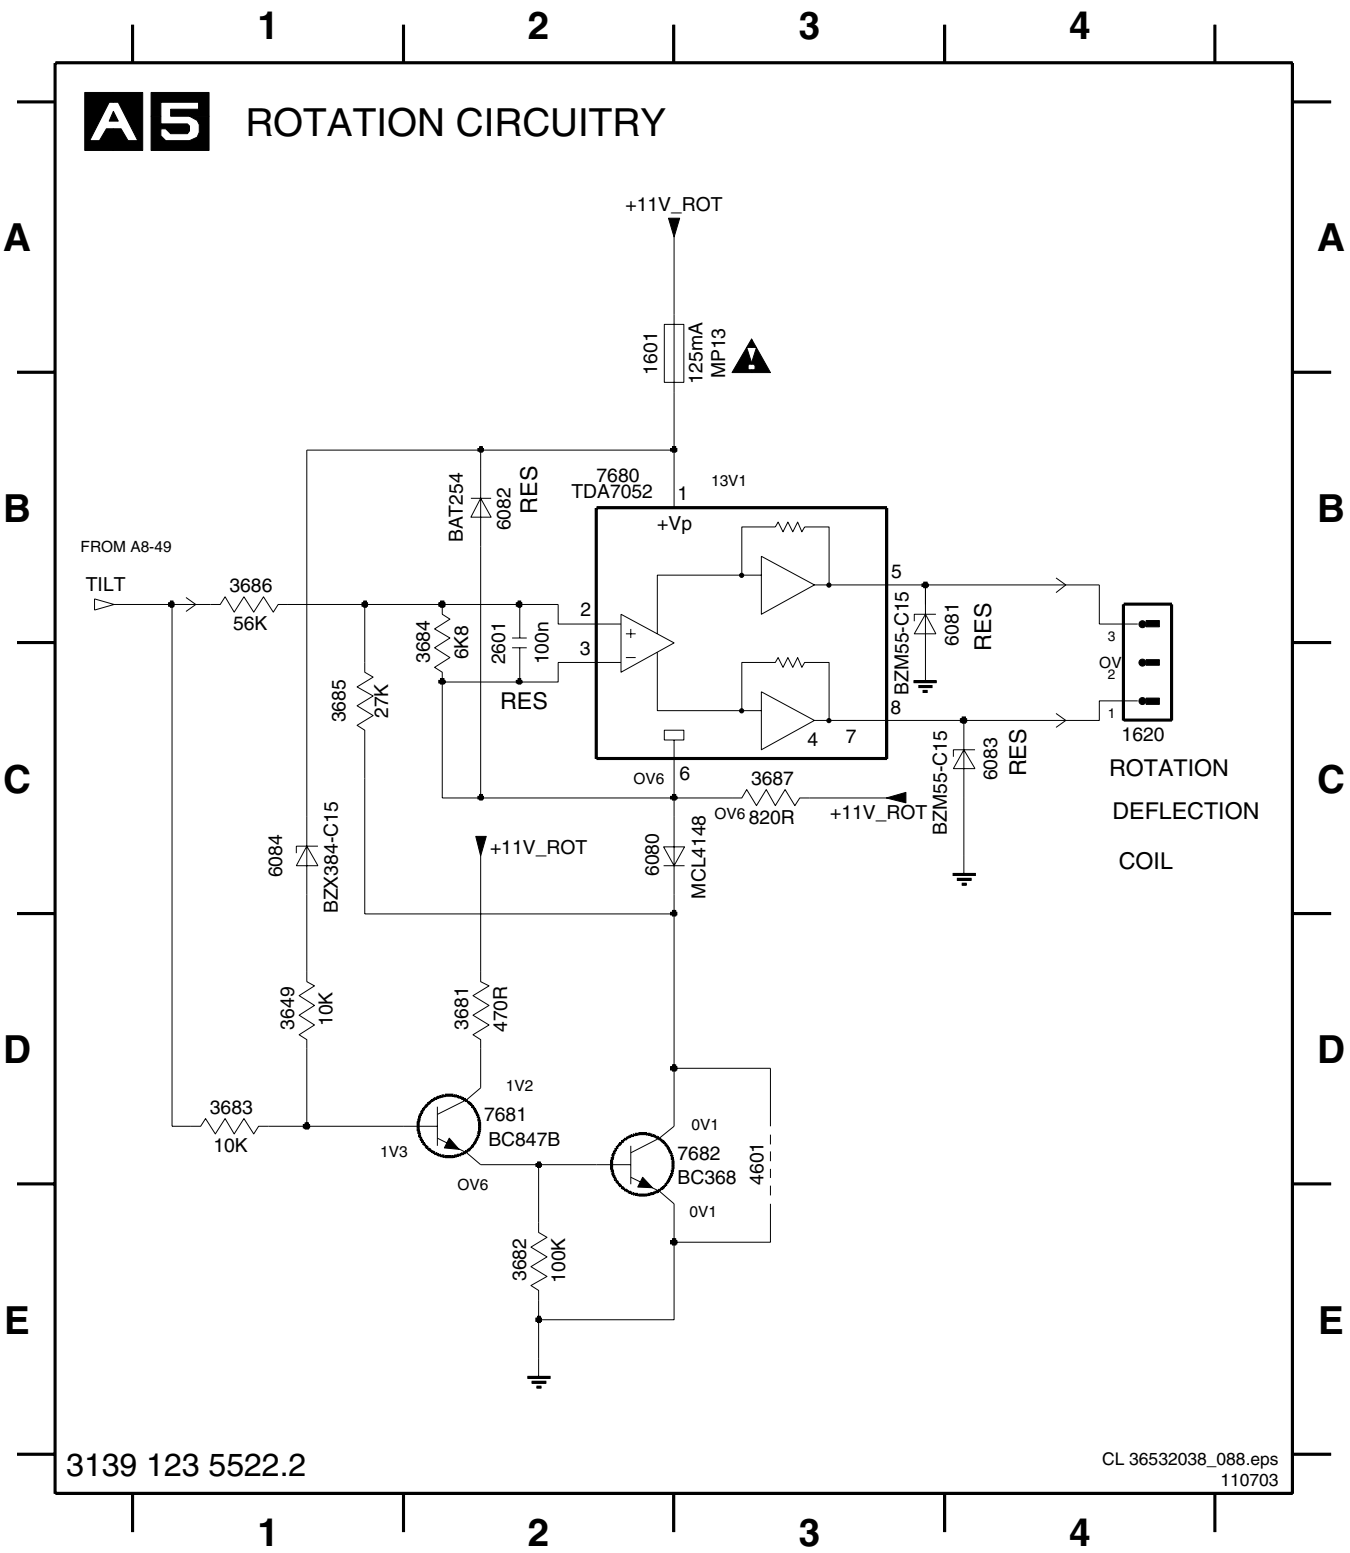 1 2 3 4
A5 ROTATION CIRCUITRY
+11V_ROT
A A
1601
125mA
MP13
7680
TDA7052
1
13V1
+Vp
BAT254
6082
RES
B B
FROM A8-49
TILT
3686
56K
3684
6K8
2601
100n
RES
2
3
+
−
5
BZM55-C15
6081
RES
3
OV
2
1
1620
ROTATION
DEFLECTION
COIL
3685
27K
4 7
8
BZM55-C15
6083
RES
C C
OV6
6
3687
OV6
820R
+11V_ROT
6084
BZX384-C15
+11V_ROT
6080
MCL4148
3649
10K
3681
470R
D D
3683
10K
1V2
7681
BC847B
1V3
OV6
0V1
7682
BC368
4601
0V1
3682
100K
E E
3139 123 5522.2
CL 36532038_088.eps
110703
1 2 3 4